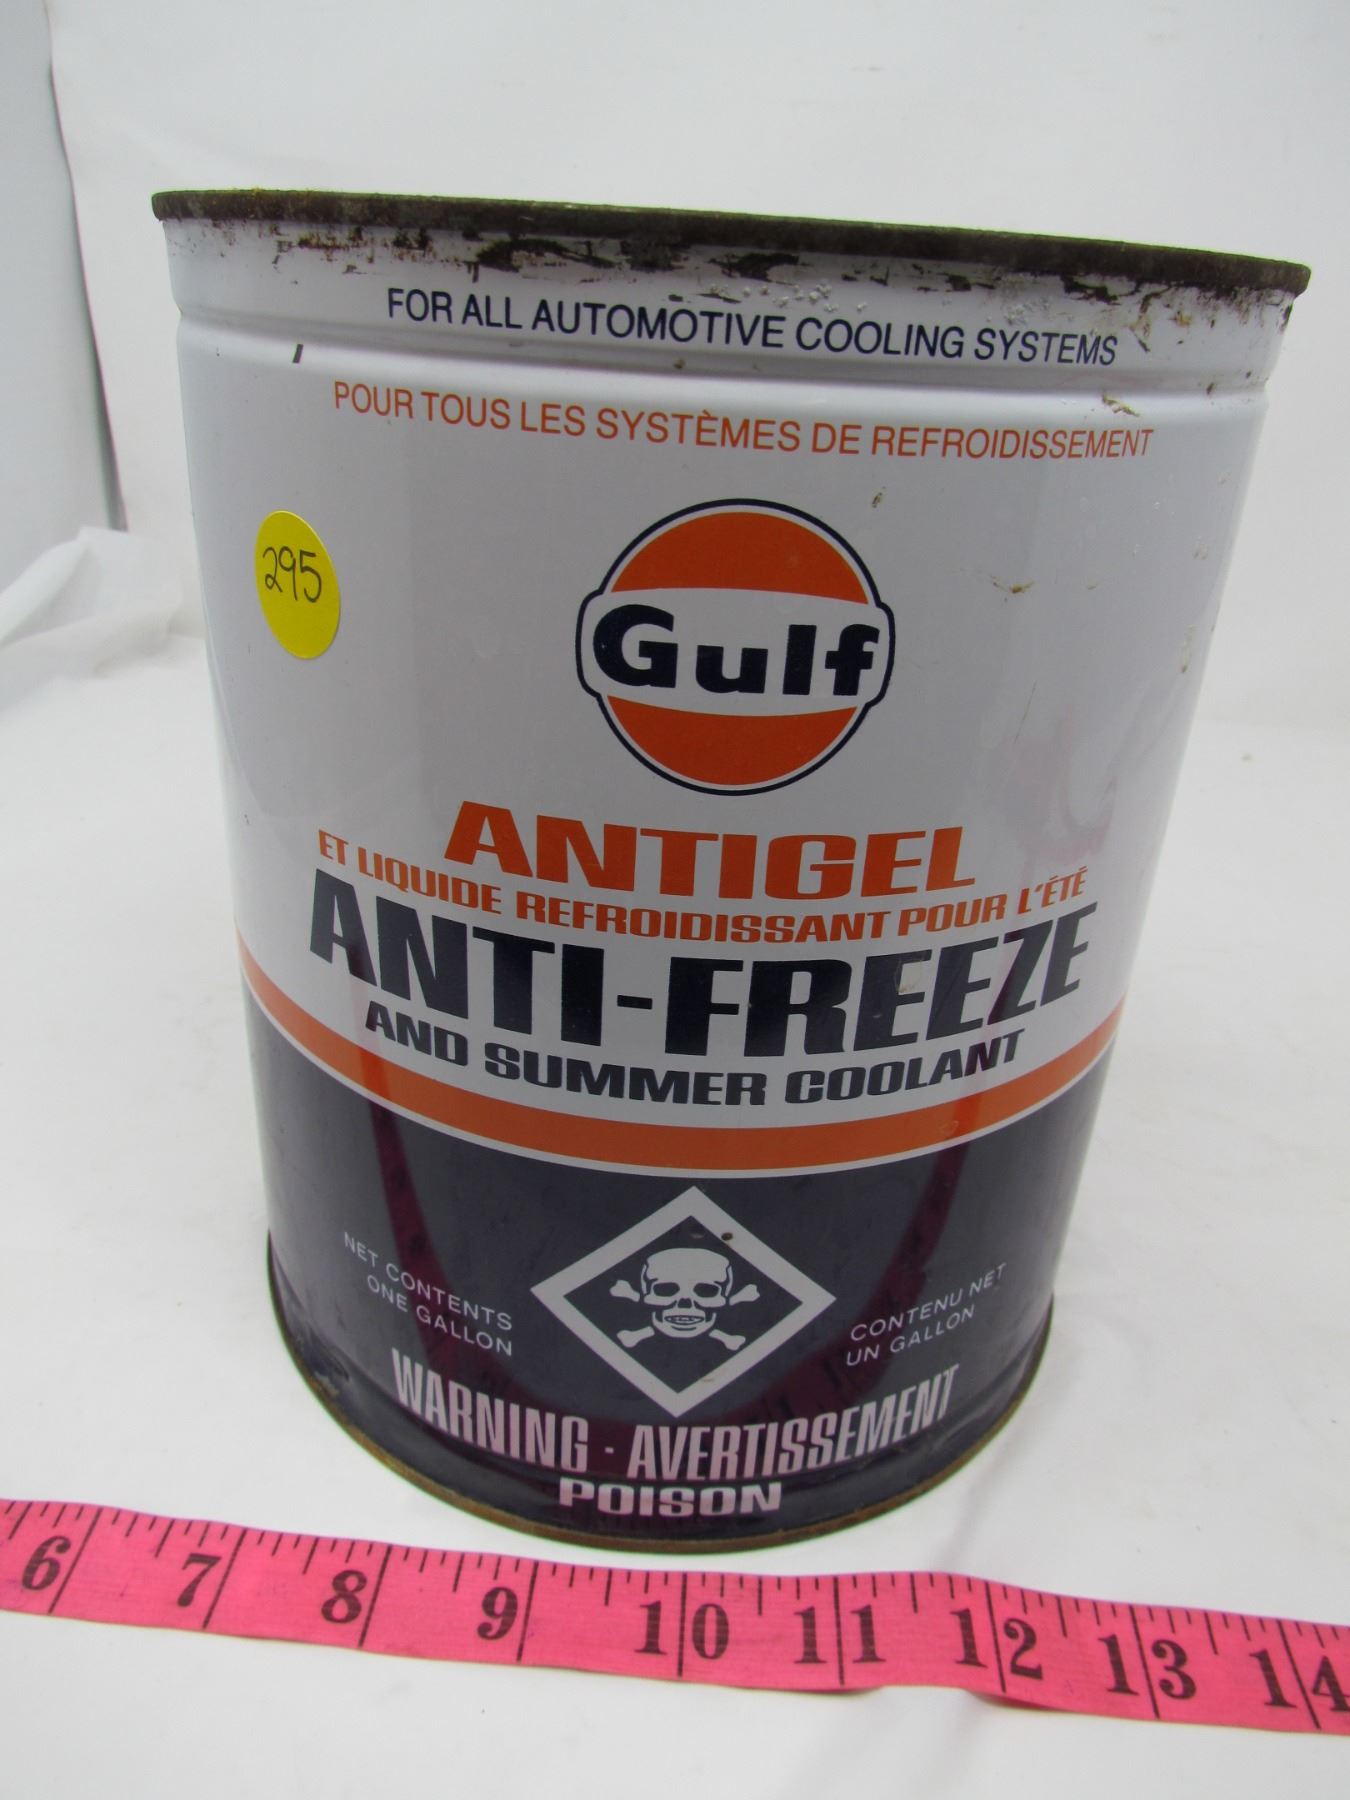 FOR ALL AUTOMOTIVE COOLING SYSTEMS
POUR TOUS LES SYSTÈMES DE REFROIDISSEMENT
295
Gulf
ANTIGEL
ET LIQUIDE REFROIDISSANT POUR L'ÉTÉ
ANTI-FREEZE
AND SUMMER COOLANT
NET CONTENTS
ONE GALLON
CONTENU NET
UN GALLON
WARNING · AVERTISSEMENT
POISON
6 7 8 9 10 11 12 13 14